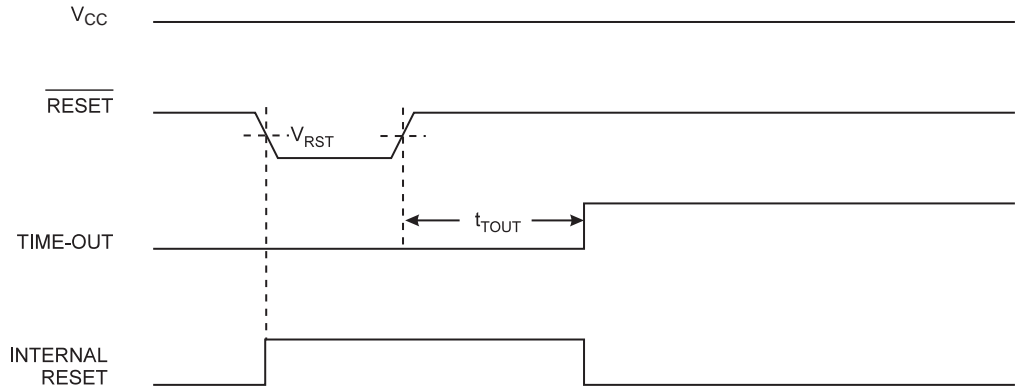 VCC
RESET
VRST
tTOUT
TIME-OUT
INTERNAL
RESET